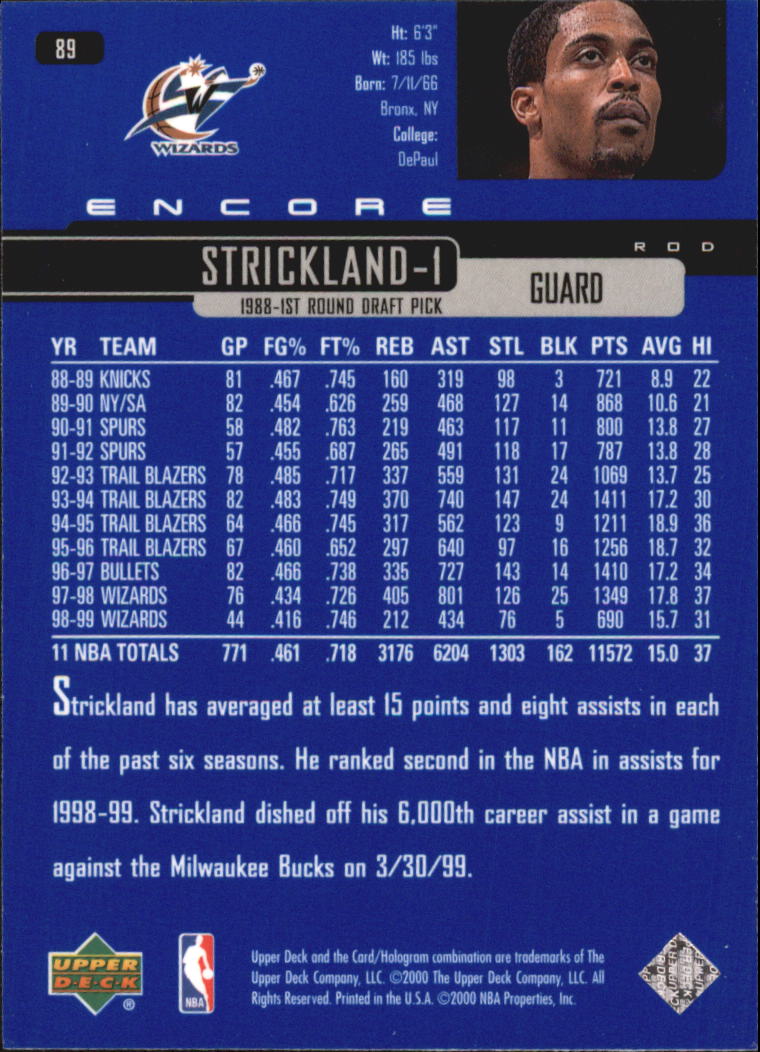 89
Ht: 6'3"
Wt: 185 lbs
Born: 7/11/66
Bronx, NY
College:
DePaul
W
WIZARDS
ENCORE
ROD
STRICKLAND-1
GUARD
1988-1ST ROUND DRAFT PICK
YR TEAM GP FG% FT% REB AST STL BLK PTS AVG HI
88-89 KNICKS 81 .467 .745 160 319 98 3 721 8.9 22
89-90 NY/SA 82 .454 .626 259 468 127 14 868 10.6 21
90-91 SPURS 58 .482 .763 219 463 117 11 800 13.8 27
91-92 SPURS 57 .455 .687 265 491 118 17 787 13.8 28
92-93 TRAIL BLAZERS 78 .485 .717 337 559 131 24 1069 13.7 25
93-94 TRAIL BLAZERS 82 .483 .749 370 740 147 24 1411 17.2 30
94-95 TRAIL BLAZERS 64 .466 .745 317 562 123 9 1211 18.9 36
95-96 TRAIL BLAZERS 67 .460 .652 297 640 97 16 1256 18.7 32
96-97 BULLETS 82 .466 .738 335 727 143 14 1410 17.2 34
97-98 WIZARDS 76 .434 .726 405 801 126 25 1349 17.8 37
98-99 WIZARDS 44 .416 .746 212 434 76 5 690 15.7 31
11 NBA TOTALS 771 .461 .718 3176 6204 1303 162 11572 15.0 37
Strickland has averaged at least 15 points and eight assists in each
of the past six seasons. He ranked second in the NBA in assists for
1998-99. Strickland dished off his 6,000th career assist in a game
against the Milwaukee Bucks on 3/30/99.
UPPER
DECK
®
NBA
Upper Deck and the Card/Hologram combination are trademarks of The
Upper Deck Company, LLC. ©2000 The Upper Deck Company, LLC. All
Rights Reserved. Printed in the U.S.A. ©2000 NBA Properties, Inc.